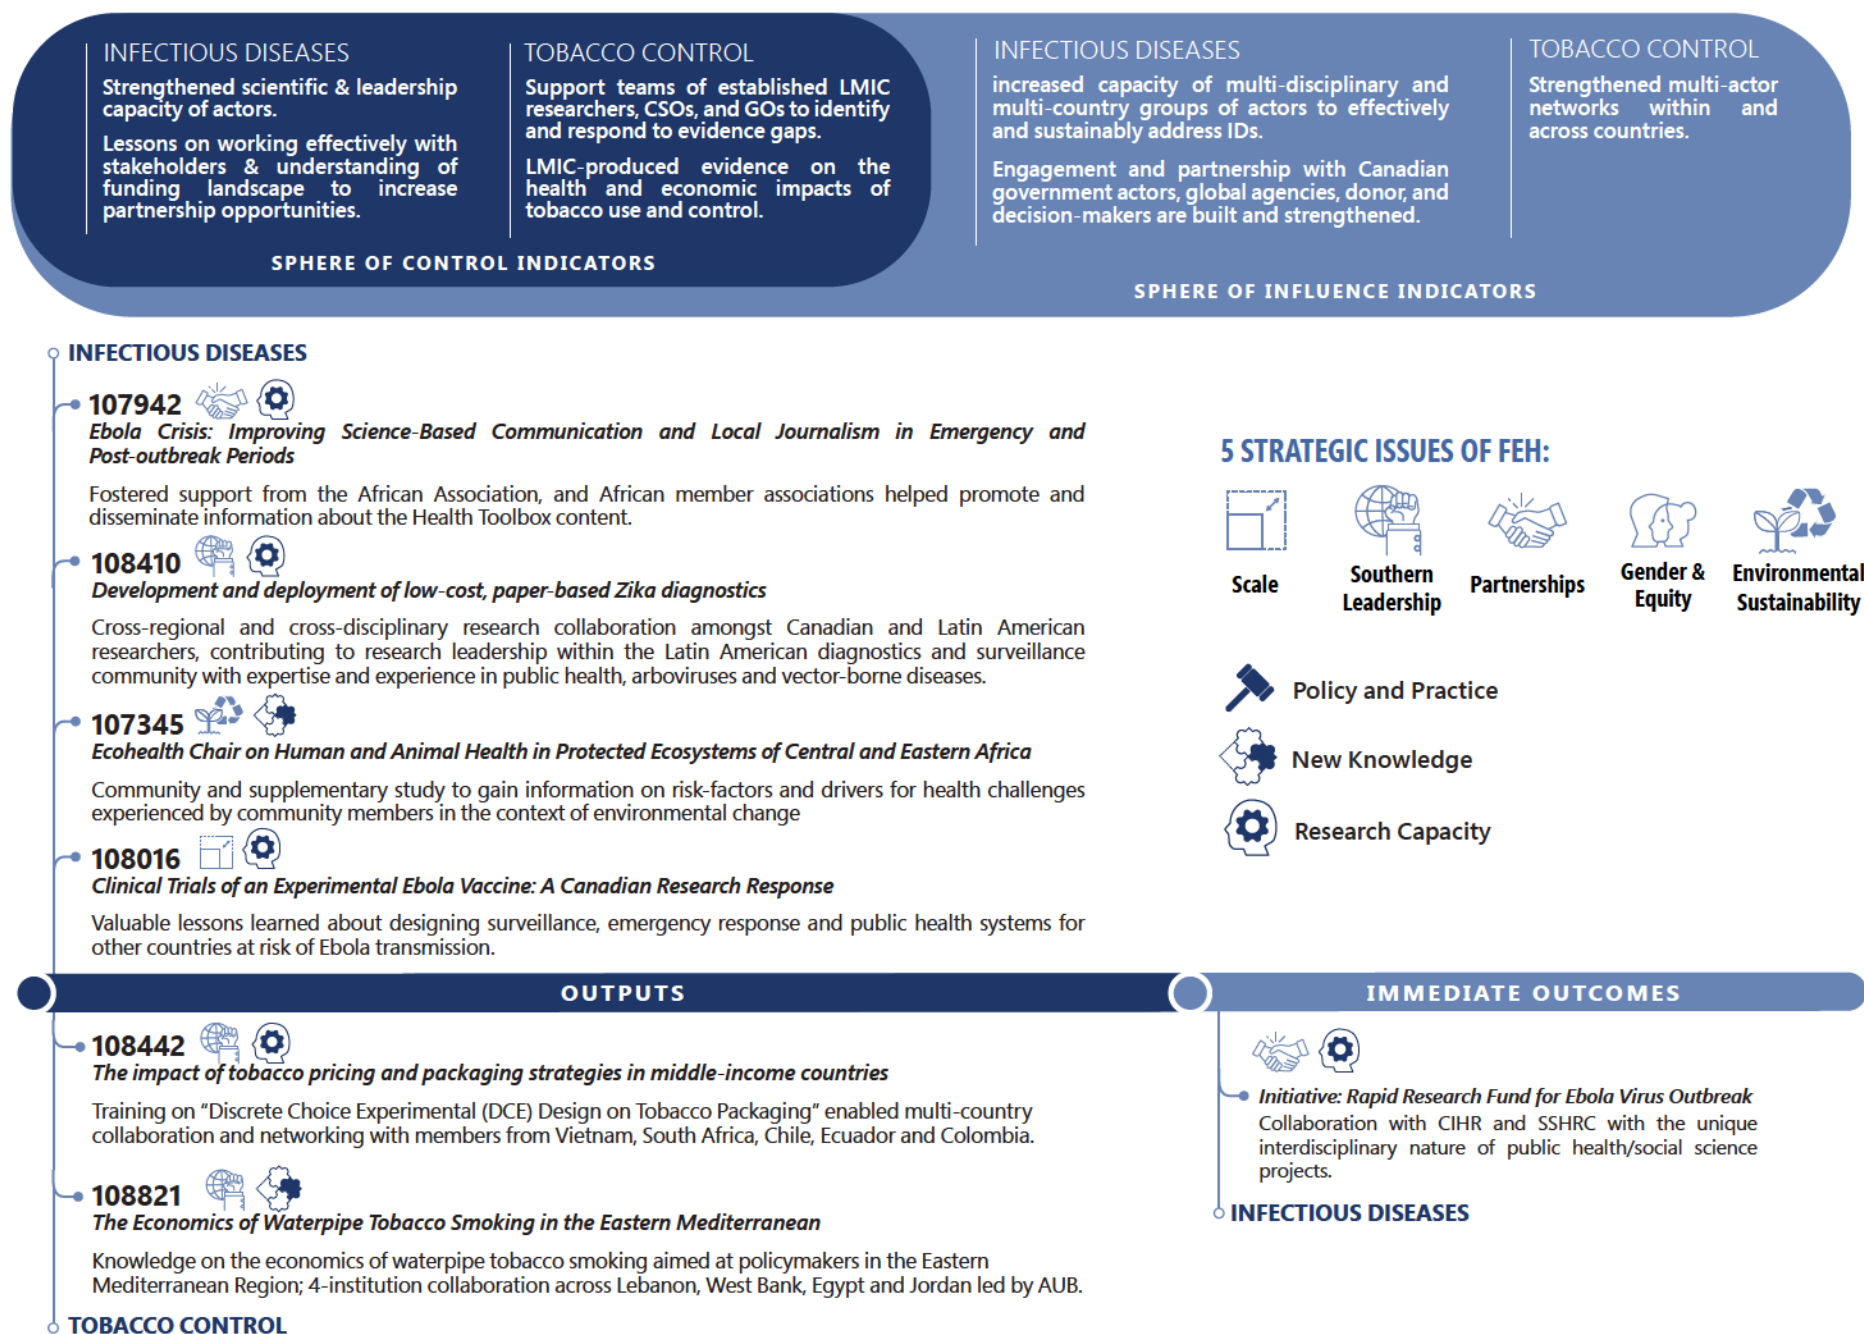 INFECTIOUS DISEASES
Strengthened scientific & leadership
capacity of actors.
Lessons on working effectively with
stakeholders & understanding of
funding landscape to increase
partnership opportunities.
TOBACCO CONTROL
Support teams of established LMIC
researchers, CSOs, and GOs to identify
and respond to evidence gaps.
LMIC-produced evidence on the
health and economic impacts of
tobacco use and control.
SPHERE OF CONTROL INDICATORS
INFECTIOUS DISEASES
increased capacity of multi-disciplinary and
multi-country groups of actors to effectively
and sustainably address IDs.
Engagement and partnership with Canadian
government actors, global agencies, donor, and
decision-makers are built and strengthened.
TOBACCO CONTROL
Strengthened multi-actor
networks within and
across countries.
SPHERE OF INFLUENCE INDICATORS
INFECTIOUS DISEASES
107942
Ebola Crisis: Improving Science-Based Communication and Local Journalism in Emergency and
Post-outbreak Periods
Fostered support from the African Association, and African member associations helped promote and
disseminate information about the Health Toolbox content.
108410
Development and deployment of low-cost, paper-based Zika diagnostics
Cross-regional and cross-disciplinary research collaboration amongst Canadian and Latin American
researchers, contributing to research leadership within the Latin American diagnostics and surveillance
community with expertise and experience in public health, arboviruses and vector-borne diseases.
107345
Ecohealth Chair on Human and Animal Health in Protected Ecosystems of Central and Eastern Africa
Community and supplementary study to gain information on risk-factors and drivers for health challenges
experienced by community members in the context of environmental change
108016
Clinical Trials of an Experimental Ebola Vaccine: A Canadian Research Response
Valuable lessons learned about designing surveillance, emergency response and public health systems for
other countries at risk of Ebola transmission.
5 STRATEGIC ISSUES OF FEH:
Scale
Southern
Leadership
Partnerships
Gender &
Equity
Environmental
Sustainability
Policy and Practice
New Knowledge
Research Capacity
OUTPUTS
IMMEDIATE OUTCOMES
108442
The impact of tobacco pricing and packaging strategies in middle-income countries
Training on "Discrete Choice Experimental (DCE) Design on Tobacco Packaging" enabled multi-country
collaboration and networking with members from Vietnam, South Africa, Chile, Ecuador and Colombia.
108821
The Economics of Waterpipe Tobacco Smoking in the Eastern Mediterranean
Knowledge on the economics of waterpipe tobacco smoking aimed at policymakers in the Eastern
Mediterranean Region; 4-institution collaboration across Lebanon, West Bank, Egypt and Jordan led by AUB.
TOBACCO CONTROL
Initiative: Rapid Research Fund for Ebola Virus Outbreak
Collaboration with CIHR and SSHRC with the unique
interdisciplinary nature of public health/social science
projects.
INFECTIOUS DISEASES